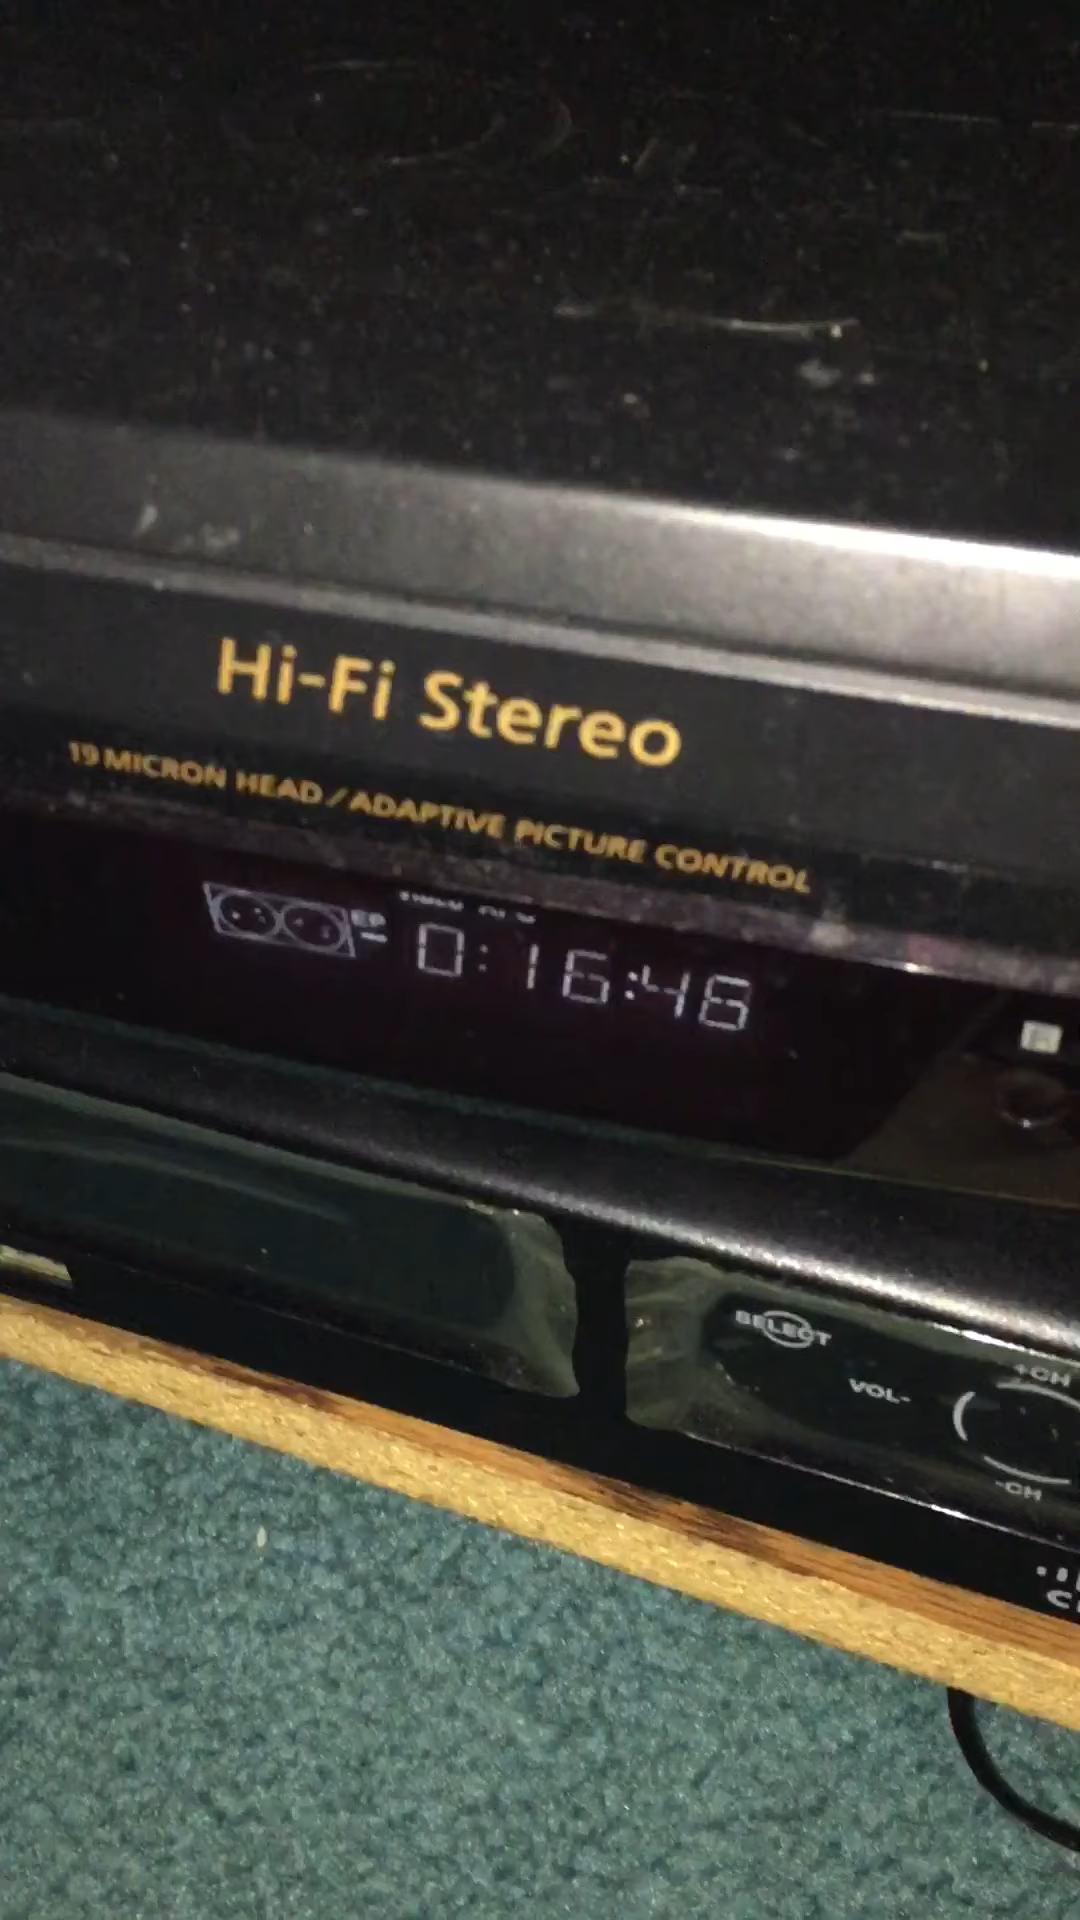 Hi-Fi Stereo
19 MICRON HEAD/ADAPTIVE PICTURE CONTROL
EP
0:16:46
SELECT
VOL-
+CH
-CH